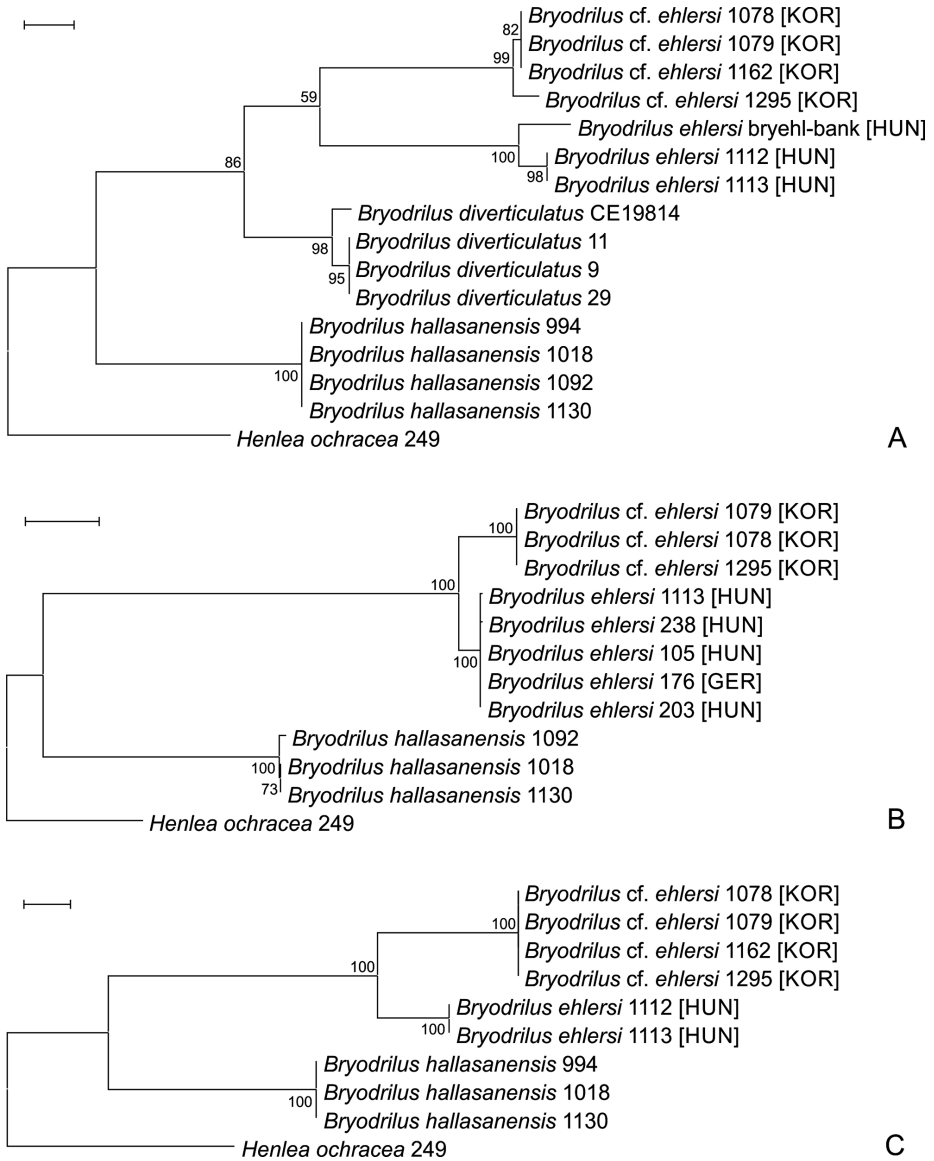 Bryodrilus cf. ehlersi 1078 [KOR]
82
Bryodrilus cf. ehlersi 1079 [KOR]
99
Bryodrilus cf. ehlersi 1162 [KOR]
59
Bryodrilus cf. ehlersi 1295 [KOR]
Bryodrilus ehlersi bryehl-bank [HUN]
100
Bryodrilus ehlersi 1112 [HUN]
86
98
Bryodrilus ehlersi 1113 [HUN]
Bryodrilus diverticulatus CE19814
98
Bryodrilus diverticulatus 11
95
Bryodrilus diverticulatus 9
Bryodrilus diverticulatus 29
Bryodrilus hallasanensis 994
Bryodrilus hallasanensis 1018
100
Bryodrilus hallasanensis 1092
Bryodrilus hallasanensis 1130
Henlea ochracea 249
A
Bryodrilus cf. ehlersi 1079 [KOR]
100
Bryodrilus cf. ehlersi 1078 [KOR]
Bryodrilus cf. ehlersi 1295 [KOR]
100
Bryodrilus ehlersi 1113 [HUN]
Bryodrilus ehlersi 238 [HUN]
Bryodrilus ehlersi 105 [HUN]
100
Bryodrilus ehlersi 176 [GER]
Bryodrilus ehlersi 203 [HUN]
Bryodrilus hallasanensis 1092
100
Bryodrilus hallasanensis 1018
73
Bryodrilus hallasanensis 1130
Henlea ochracea 249
B
Bryodrilus cf. ehlersi 1078 [KOR]
Bryodrilus cf. ehlersi 1079 [KOR]
100
Bryodrilus cf. ehlersi 1162 [KOR]
100
Bryodrilus cf. ehlersi 1295 [KOR]
Bryodrilus ehlersi 1112 [HUN]
100
Bryodrilus ehlersi 1113 [HUN]
Bryodrilus hallasanensis 994
Bryodrilus hallasanensis 1018
100
Bryodrilus hallasanensis 1130
Henlea ochracea 249
C